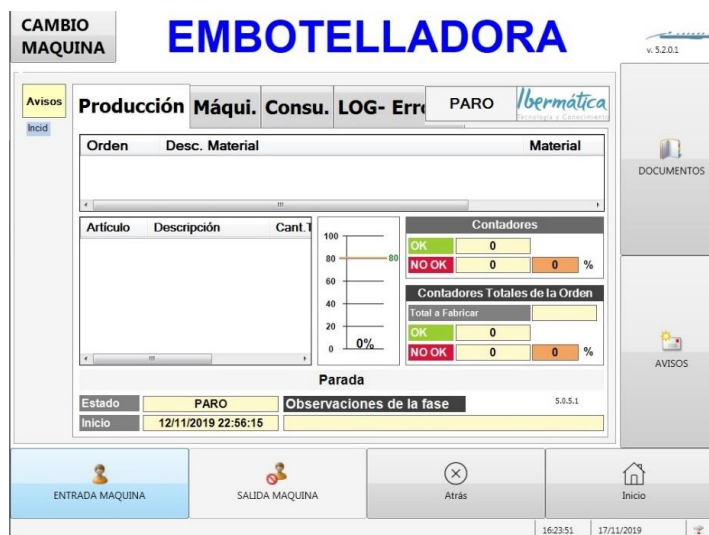 CAMBIO
MAQUINA
EMBOTELLADORA
v. 5.2.0.1
Avisos
Incid
Producción Máqui. Consu. LOG- Erro PARO Ibermática
Tecnología y Conocimiento
Orden Desc. Material Material
DOCUMENTOS
Artículo Descripción Cant.T
100
80 80
60
40
20
0 0%
Contadores
OK 0
NO OK 0 0 %
Contadores Totales de la Orden
Total a Fabricar
OK 0
NO OK 0 0 %
AVISOS
Parada
Estado PARO Observaciones de la fase 5.0.5.1
Inicio 12/11/2019 22:56:15
ENTRADA MAQUINA SALIDA MAQUINA Atrás Inicio
16:23:51 17/11/2019